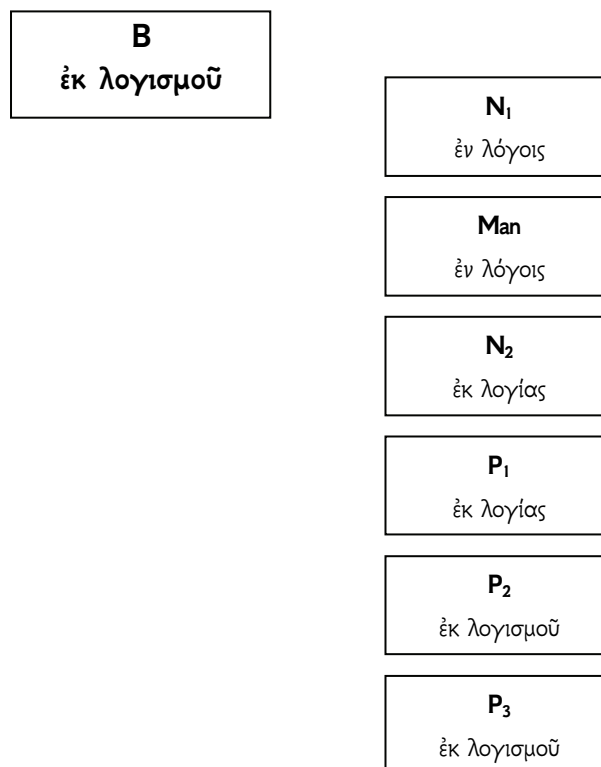 B
ἐκ λογισμοῦ
N₁
ἐν λόγοις
Man
ἐν λόγοις
N₂
ἐκ λογίας
P₁
ἐκ λογίας
P₂
ἐκ λογισμοῦ
P₃
ἐκ λογισμοῦ